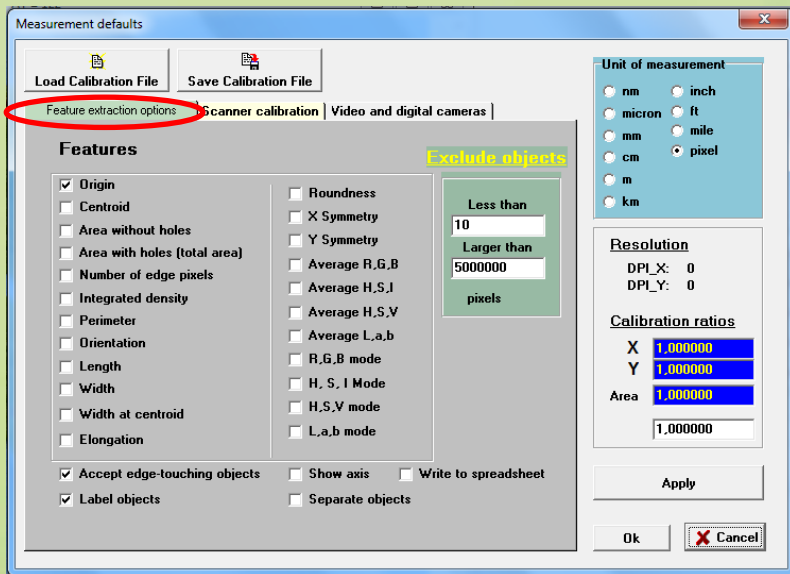 Measurement defaults
Load Calibration File
Save Calibration File
Feature extraction options
Scanner calibration
Video and digital cameras
Features
Origin
Centroid
Area without holes
Area with holes (total area)
Number of edge pixels
Integrated density
Perimeter
Orientation
Length
Width
Width at centroid
Elongation
Roundness
X Symmetry
Y Symmetry
Average R,G,B
Average H,S,I
Average H,S,V
Average L,a,b
R,G,B mode
H, S, I Mode
H,S,V mode
L,a,b mode
Exclude objects
Less than
10
Larger than
5000000
pixels
Accept edge-touching objects
Show axis
Write to spreadsheet
Label objects
Separate objects
Unit of measurement
nm
inch
micron
ft
mm
mile
cm
pixel
m
km
Resolution
DPI_X: 0
DPI_Y: 0
Calibration ratios
X 1,000000
Y 1,000000
Area 1,000000
1,000000
Apply
Ok
Cancel